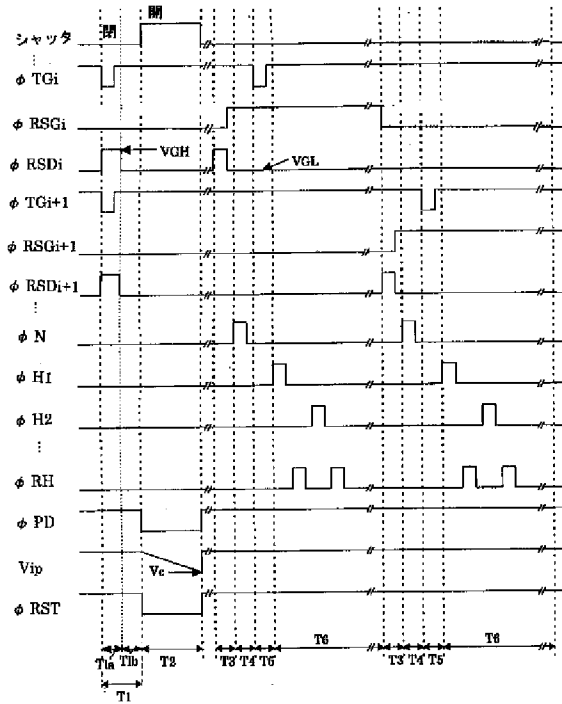 閉 開
シャッタ
⋮
φ TGi
φ RSGi
VGH
φ RSDi
VGL
φ TGi+1
φ RSGi+1
φ RSDi+1
⋮
φ N
φ H1
φ H2
⋮
φ RH
φ PD
Vip
Vc
φ RST
T1a T1b T2 T3 T4 T6 T6 T3 T4 T5 T6
T1